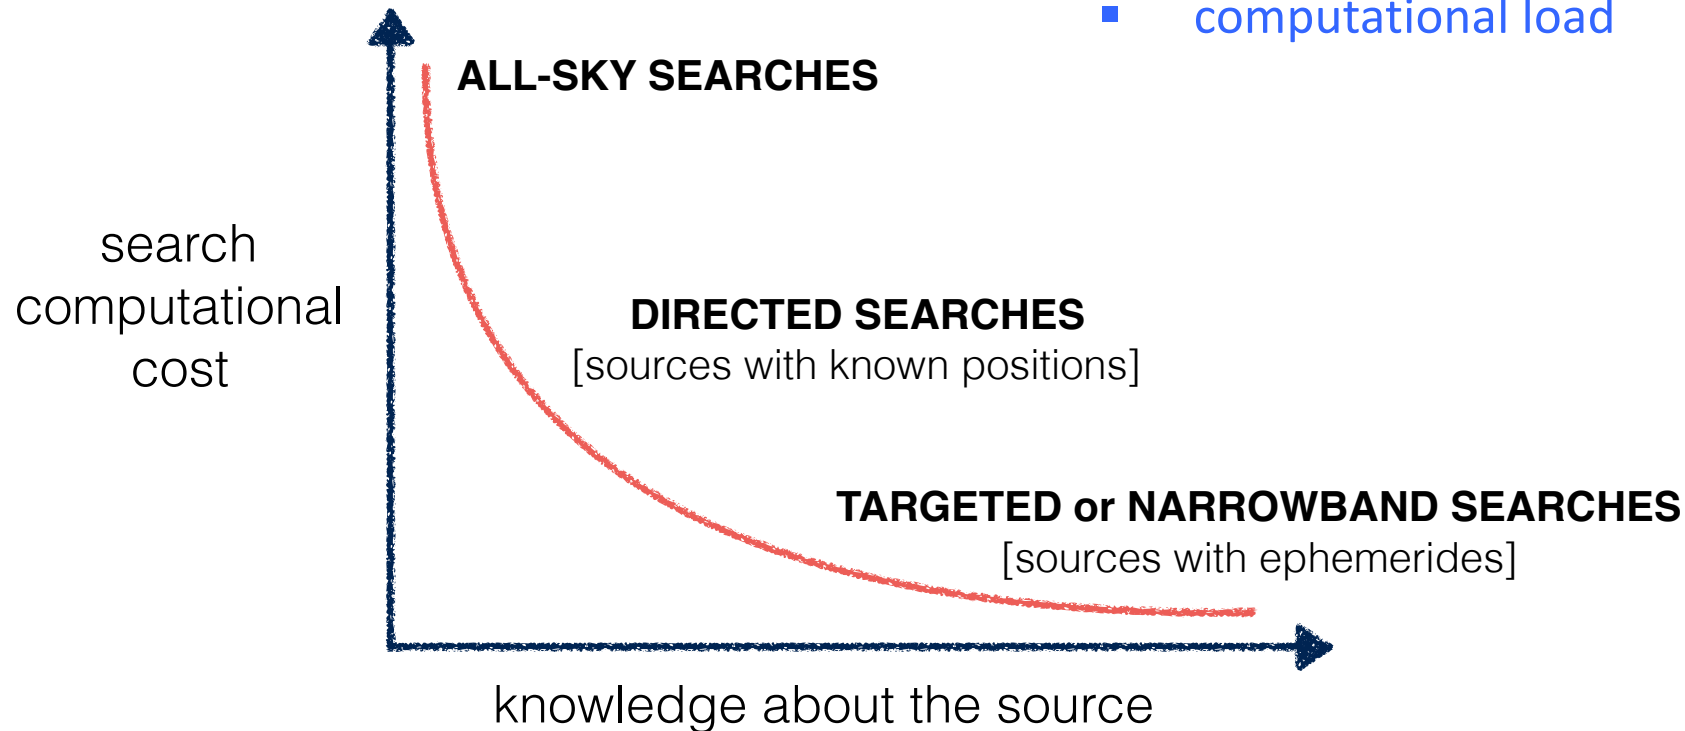 ▪ computational load
ALL-SKY SEARCHES
search
computational
cost
DIRECTED SEARCHES
[sources with known positions]
TARGETED or NARROWBAND SEARCHES
[sources with ephemerides]
knowledge about the source